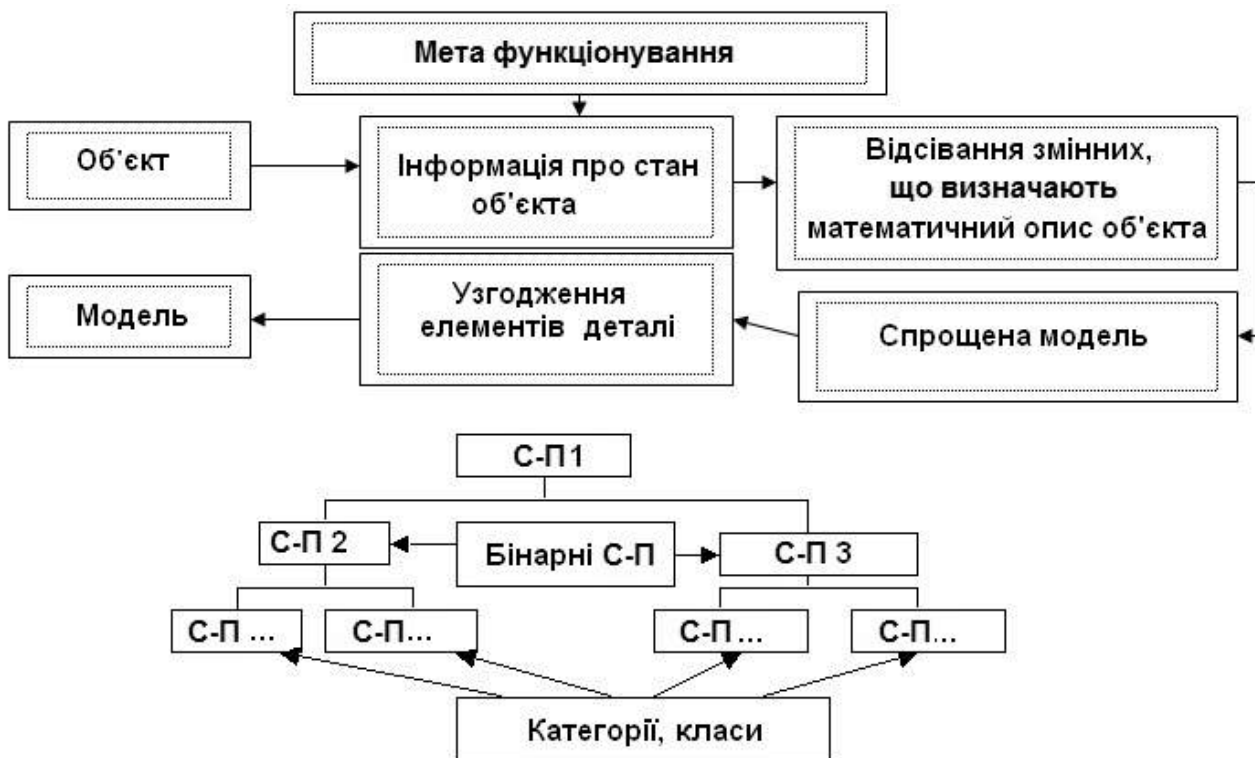 Мета функціонування
Об'єкт
Інформація про стан
об'єкта
Відсівання змінних,
що визначають
математичний опис об'єкта
Модель
Узгодження
елементів деталі
Спрощена модель
С-П 1
С-П 2
Бінарні С-П
С-П 3
С-П ...
С-П...
С-П ...
С-П...
Категорії, класи